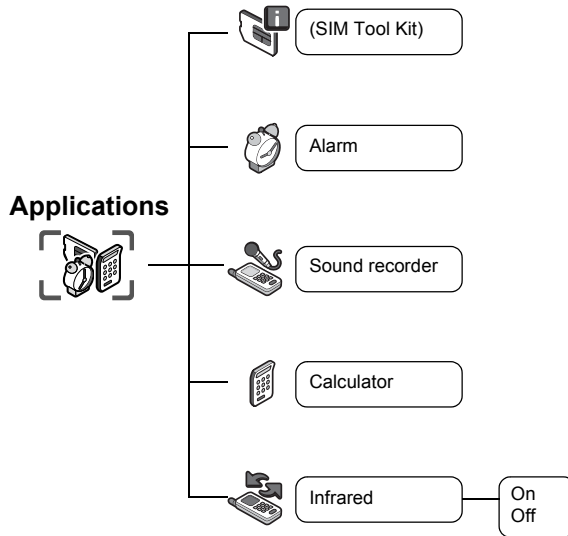 (SIM Tool Kit)
Alarm
Applications
Sound recorder
Calculator
Infrared
On
Off